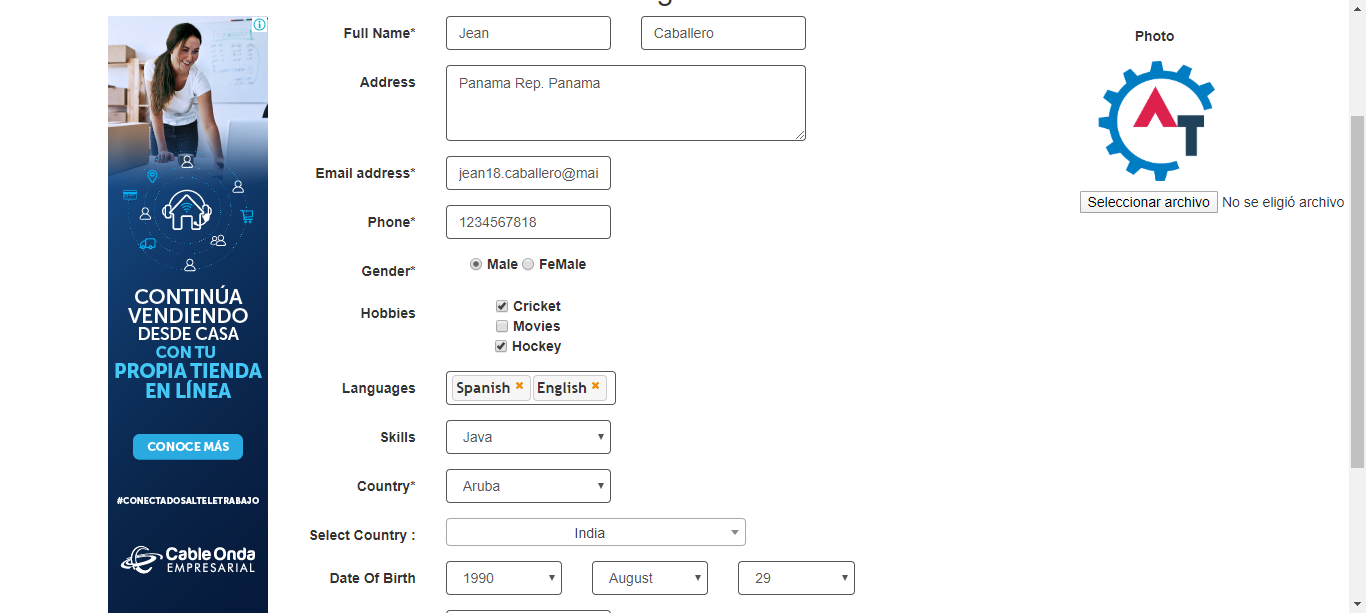 Full Name* Jean Caballero
Photo
Address Panama Rep. Panama
AT
Email address* jean18.caballero@mai
Seleccionar archivo No se eligió archivo
Phone* 1234567818
Gender* Male FeMale
Hobbies Cricket
Movies
Hockey
Languages Spanish × English ×
Skills Java
Country* Aruba
Select Country : India
Date Of Birth 1990 August 29
CONTINÚA
VENDIENDO
DESDE CASA
CON TU
PROPIA TIENDA
EN LÍNEA
CONOCE MÁS
#CONECTADOSALTELETRABAJO
Cable Onda
EMPRESARIAL